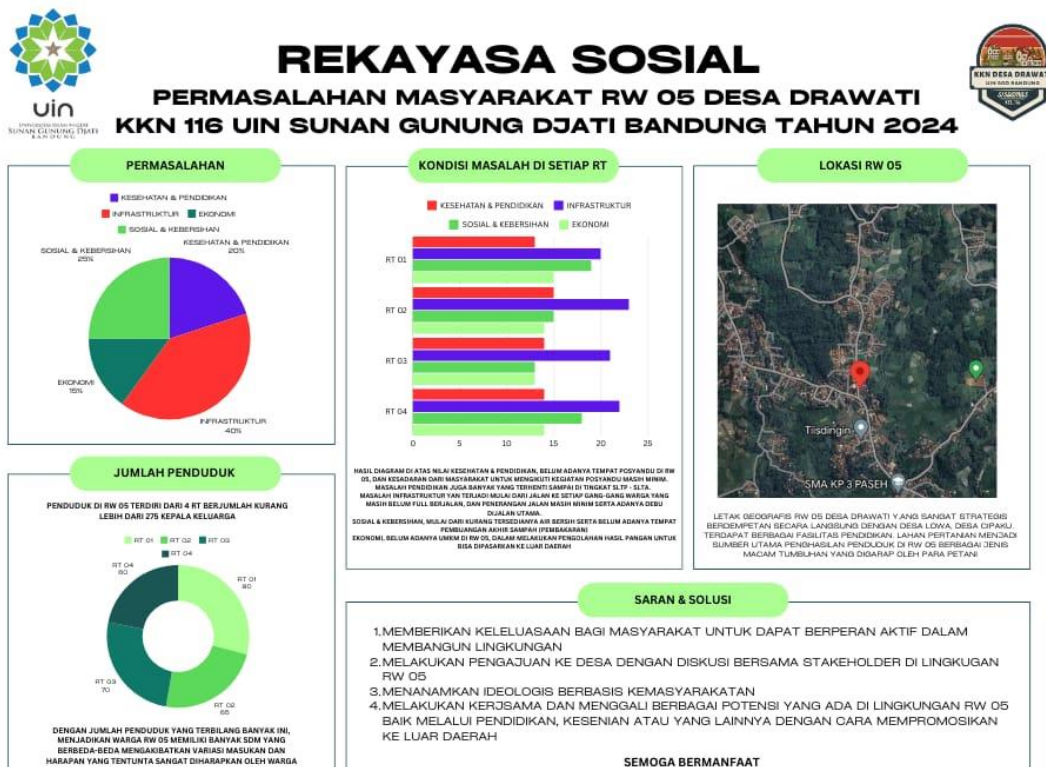 uin
UNIVERSITAS ISLAM NEGERI
SUNAN GUNUNG DJATI
BANDUNG
REKAYASA SOSIAL
PERMASALAHAN MASYARAKAT RW 05 DESA DRAWATI
KKN 116 UIN SUNAN GUNUNG DJATI BANDUNG TAHUN 2024
KKN DESA DRAWATI
UIN SGD BANDUNG
PERMASALAHAN
KESEHATAN & PENDIDIKAN
INFRASTRUKTUR EKONOMI
SOSIAL & KEBERSIHAN
SOSIAL & KEBERSIHAN
25%
KESEHATAN & PENDIDIKAN
20%
EKONOMI
15%
INFRASTRUKTUR
40%
JUMLAH PENDUDUK
PENDUDUK DI RW 05 TERDIRI DARI 4 RT BERJUMLAH KURANG
LEBIH DARI 275 KEPALA KELUARGA
RT 01 RT 02 RT 03
RT 04
RT 04
60
RT 01
80
RT 03
70
RT 02
65
DENGAN JUMLAH PENDUDUK YANG TERBILANG BANYAK INI,
MENJADIKAN WARGA RW 05 MEMILIKI BANYAK SDM YANG
BERBEDA-BEDA MENGAKIBATKAN VARIASI MASUKAN DAN
HARAPAN YANG TENTUNTA SANGAT DIHARAPKAN OLEH WARGA
KONDISI MASALAH DI SETIAP RT
KESEHATAN & PENDIDIKAN INFRASTRUKTUR
SOSIAL & KEBERSIHAN EKONOMI
RT 01
RT 02
RT 03
RT 04
0 5 10 15 20 25
HASIL DIAGRAM DI ATAS NILAI KESEHATAN & PENDIDIKAN, BELUM ADANYA TEMPAT POSYANDU DI RW
05, DAN KESADARAN DARI MASYARAKAT UNTUK MENGIKUTI KEGIATAN POSYANDU MASIH MINIM.
MASALAH PENDIDIKAN JUGA BANYAK YANG TERHENTI SAMPAI DI TINGKAT SLTP - SLTA.
MASALAH INFRASTRUKTUR YAN TERJADI MULAI DARI JALAN KE SETIAP GANG-GANG WARGA YANG
MASIH BELUM FULL BERJALAN, DAN PENERANGAN JALAN MASIH MINIM SERTA ADANYA DEBU
DIJALAN UTAMA.
SOSIAL & KEBERSIHAN, MULAI DARI KURANG TERSEDIANYA AIR BERSIH SERTA BELUM ADANYA TEMPAT
PEMBUANGAN AKHIR SAMPAH (PEMBAKARAN)
EKONOMI, BELUM ADANYA UMKM DI RW 05, DALAM MELAKUKAN PENGOLAHAN HASIL PANGAN UNTUK
BISA DIPASARKAN KE LUAR DAERAH
LOKASI RW 05
Tiisdingin
SMA KP 3 PASEH
LETAK GEOGRAFIS RW 05 DESA DRAWATI YANG SANGAT STRATEGIS
BERDEMPETAN SECARA LANGSUNG DENGAN DESA LOWA, DESA CIPAKU.
TERDAPAT BERBAGAI FASILITAS PENDIDIKAN. LAHAN PERTANIAN MENJADI
SUMBER UTAMA PENGHASILAN PENDUDUK DI RW 05 BERBAGAI JENIS
MACAM TUMBUHAN YANG DIGARAP OLEH PARA PETANI
SARAN & SOLUSI
1.MEMBERIKAN KELELUASAAN BAGI MASYARAKAT UNTUK DAPAT BERPERAN AKTIF DALAM
MEMBANGUN LINGKUNGAN
2.MELAKUKAN PENGAJUAN KE DESA DENGAN DISKUSI BERSAMA STAKEHOLDER DI LINGKUGAN
RW 05
3.MENANAMKAN IDEOLOGIS BERBASIS KEMASYARAKATAN
4.MELAKUKAN KERJSAMA DAN MENGGALI BERBAGAI POTENSI YANG ADA DI LINGKUNGAN RW 05
BAIK MELALUI PENDIDIKAN, KESENIAN ATAU YANG LAINNYA DENGAN CARA MEMPROMOSIKAN
KE LUAR DAERAH
SEMOGA BERMANFAAT